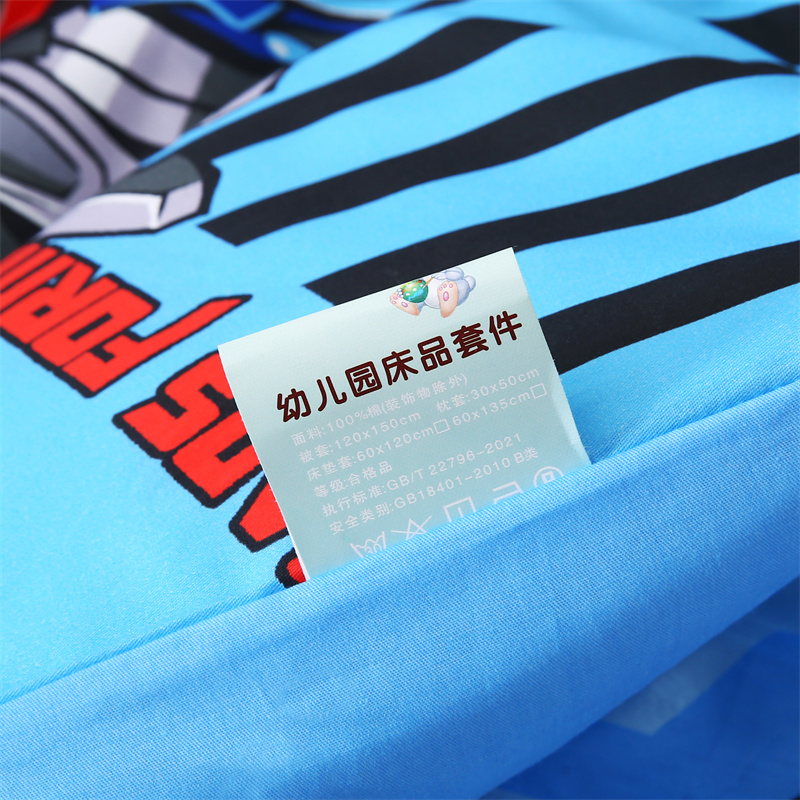 幼儿园床品套件
面料:100%棉(装饰物除外)
被套:120x150cm 枕套:30x50cm
床垫套:60x120cm□ 60x135cm□
等级:合格品
执行标准:GB/T 22796-2021
安全类别:GB18401-2010 B类
FORM